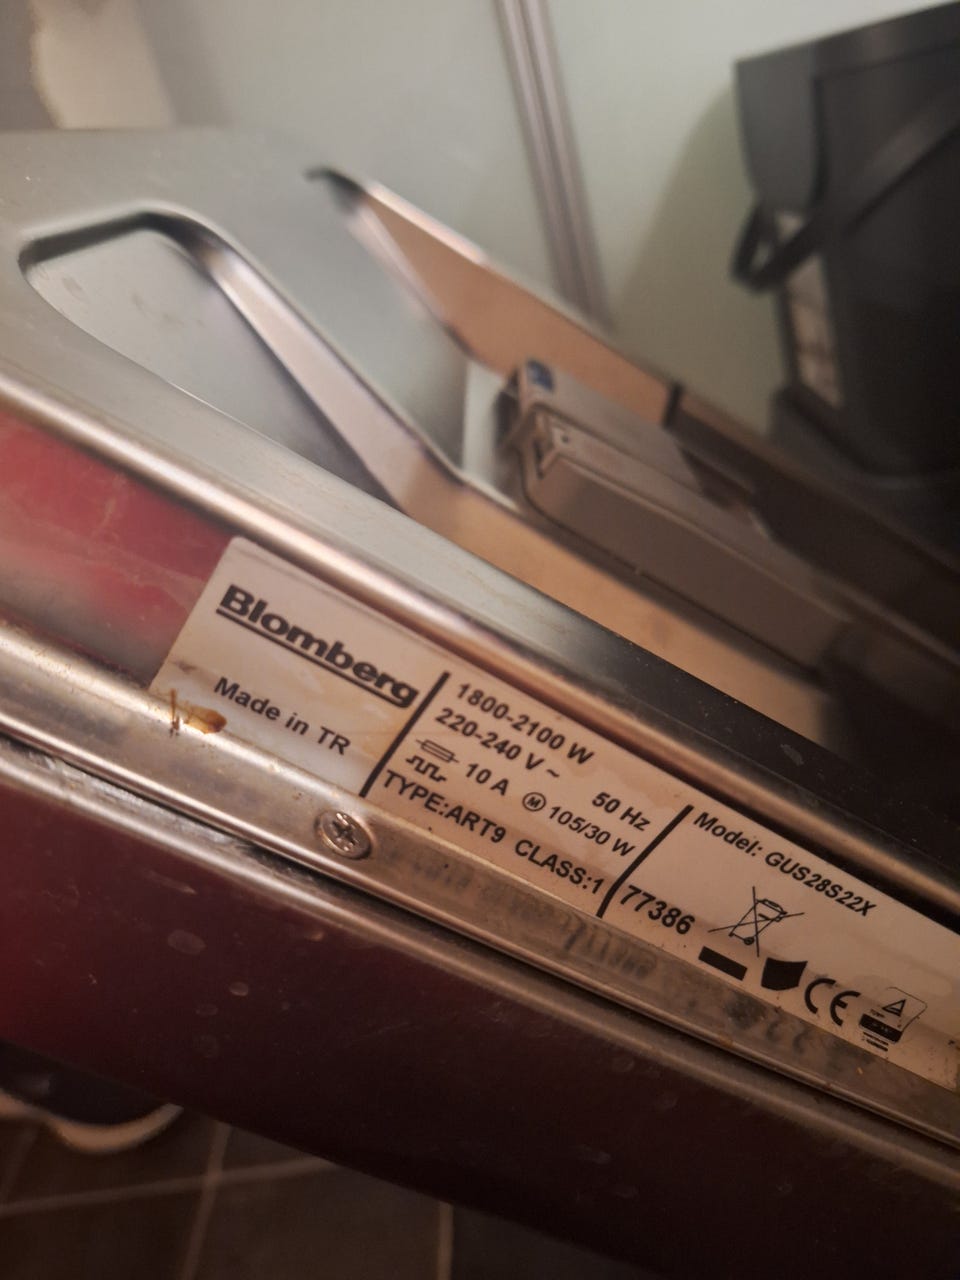 Blomberg
Made in TR
1800-2100 W
220-240 V ~ 50 Hz
10 A M 105/30 W
TYPE:ART9 CLASS:1
Model: GUS28S22X
77386
CE